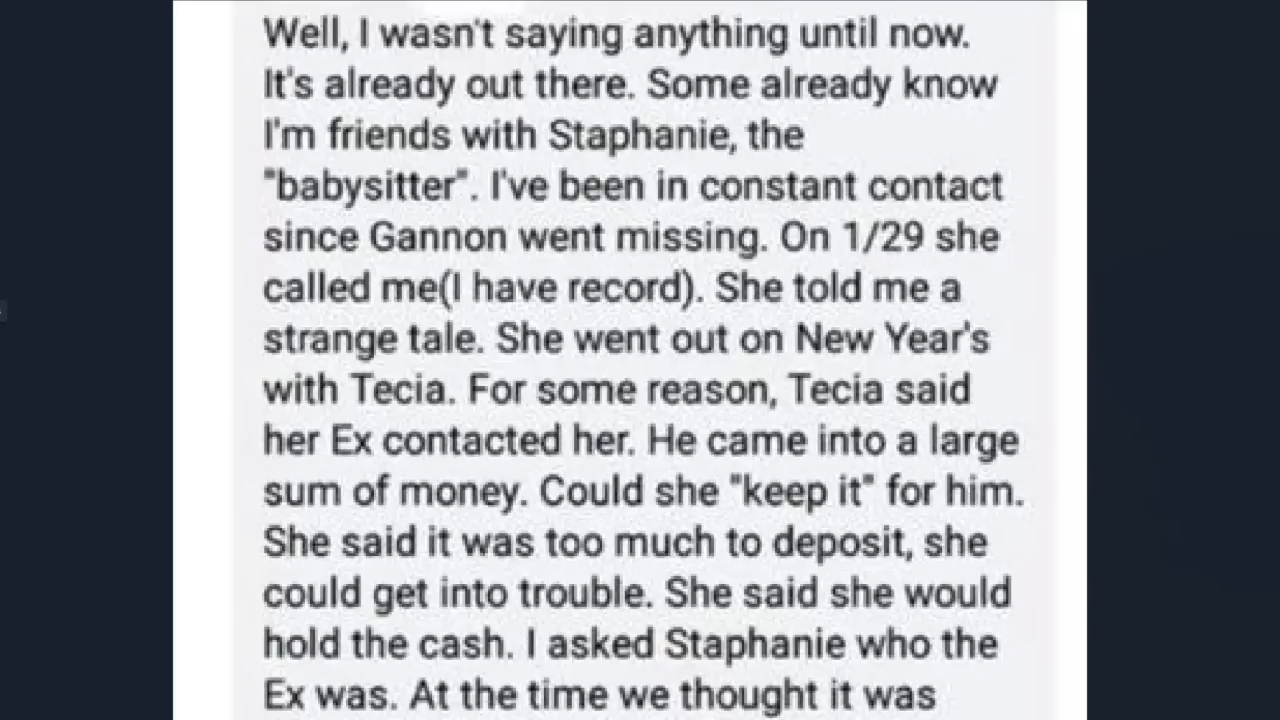 Well, I wasn't saying anything until now.
It's already out there. Some already know
I'm friends with Staphanie, the
"babysitter". I've been in constant contact
since Gannon went missing. On 1/29 she
called me(I have record). She told me a
strange tale. She went out on New Year's
with Tecia. For some reason, Tecia said
her Ex contacted her. He came into a large
sum of money. Could she "keep it" for him.
She said it was too much to deposit, she
could get into trouble. She said she would
hold the cash. I asked Staphanie who the
Ex was. At the time we thought it was